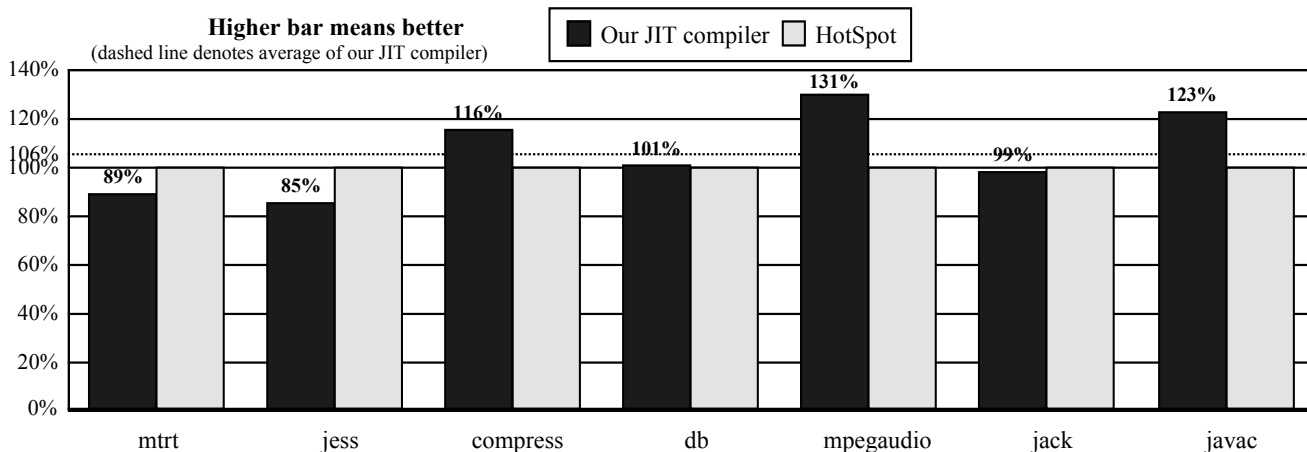 Higher bar means better
(dashed line denotes average of our JIT compiler)
Our JIT compiler
HotSpot
140%
120%
106%
100%
80%
60%
40%
20%
0%
89%
85%
116%
101%
131%
99%
123%
mtrt
jess
compress
db
mpegaudio
jack
javac